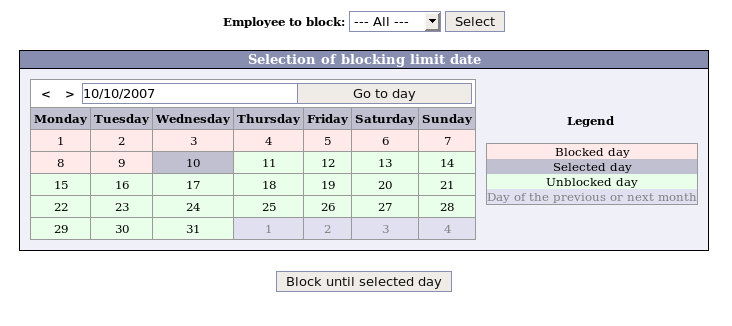 Employee to block: --- All --- Select
Selection of blocking limit date
< > 10/10/2007 Go to day
Monday Tuesday Wednesday Thursday Friday Saturday Sunday
1 2 3 4 5 6 7
8 9 10 11 12 13 14
15 16 17 18 19 20 21
22 23 24 25 26 27 28
29 30 31 1 2 3 4
Legend
Blocked day
Selected day
Unblocked day
Day of the previous or next month
Block until selected day